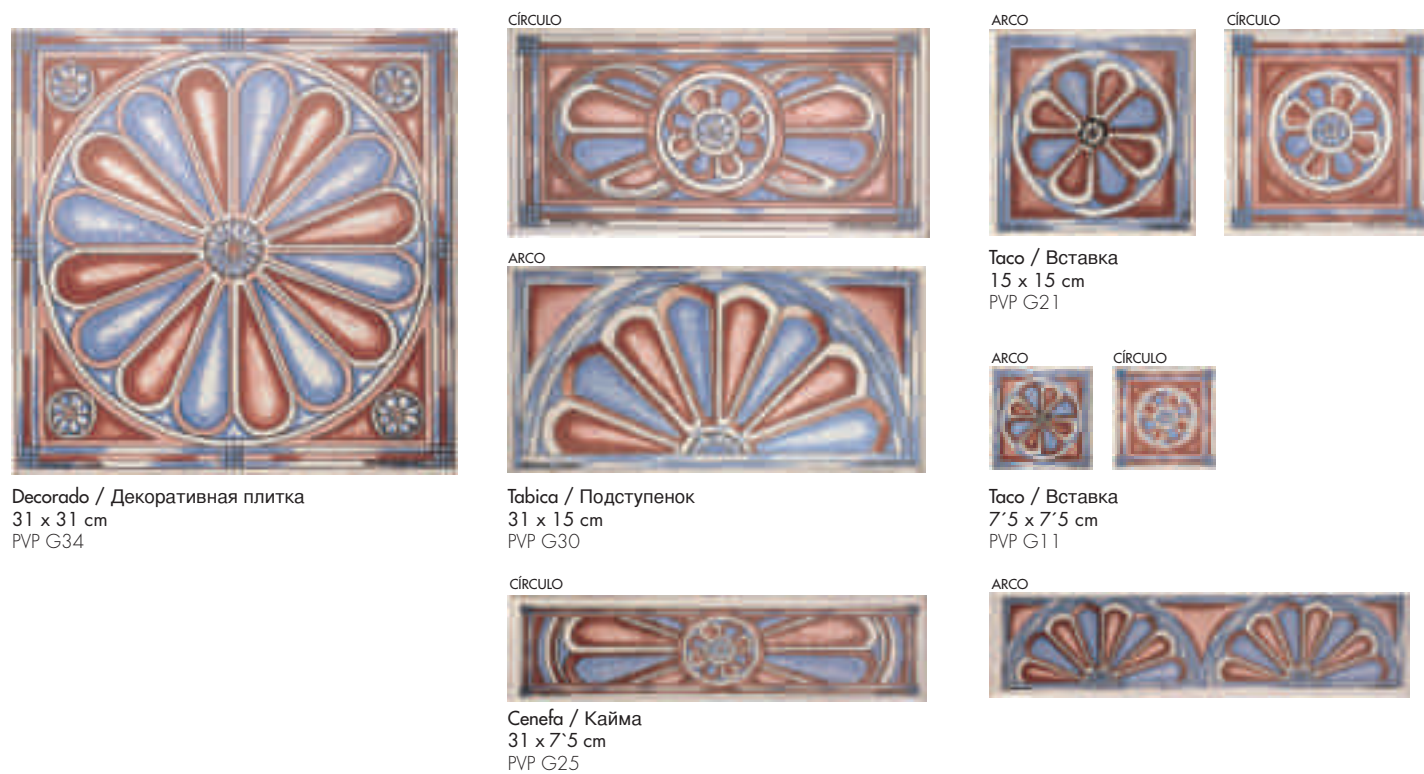 Decorado / Декоративная плитка
31 x 31 cm
PVP G34
CÍRCULO
ARCO
Tabica / Подступенок
31 x 15 cm
PVP G30
CÍRCULO
Cenefa / Кайма
31 x 7`5 cm
PVP G25
ARCO
CÍRCULO
Taco / Вставка
15 x 15 cm
PVP G21
ARCO
CÍRCULO
Taco / Вставка
7´5 x 7´5 cm
PVP G11
ARCO